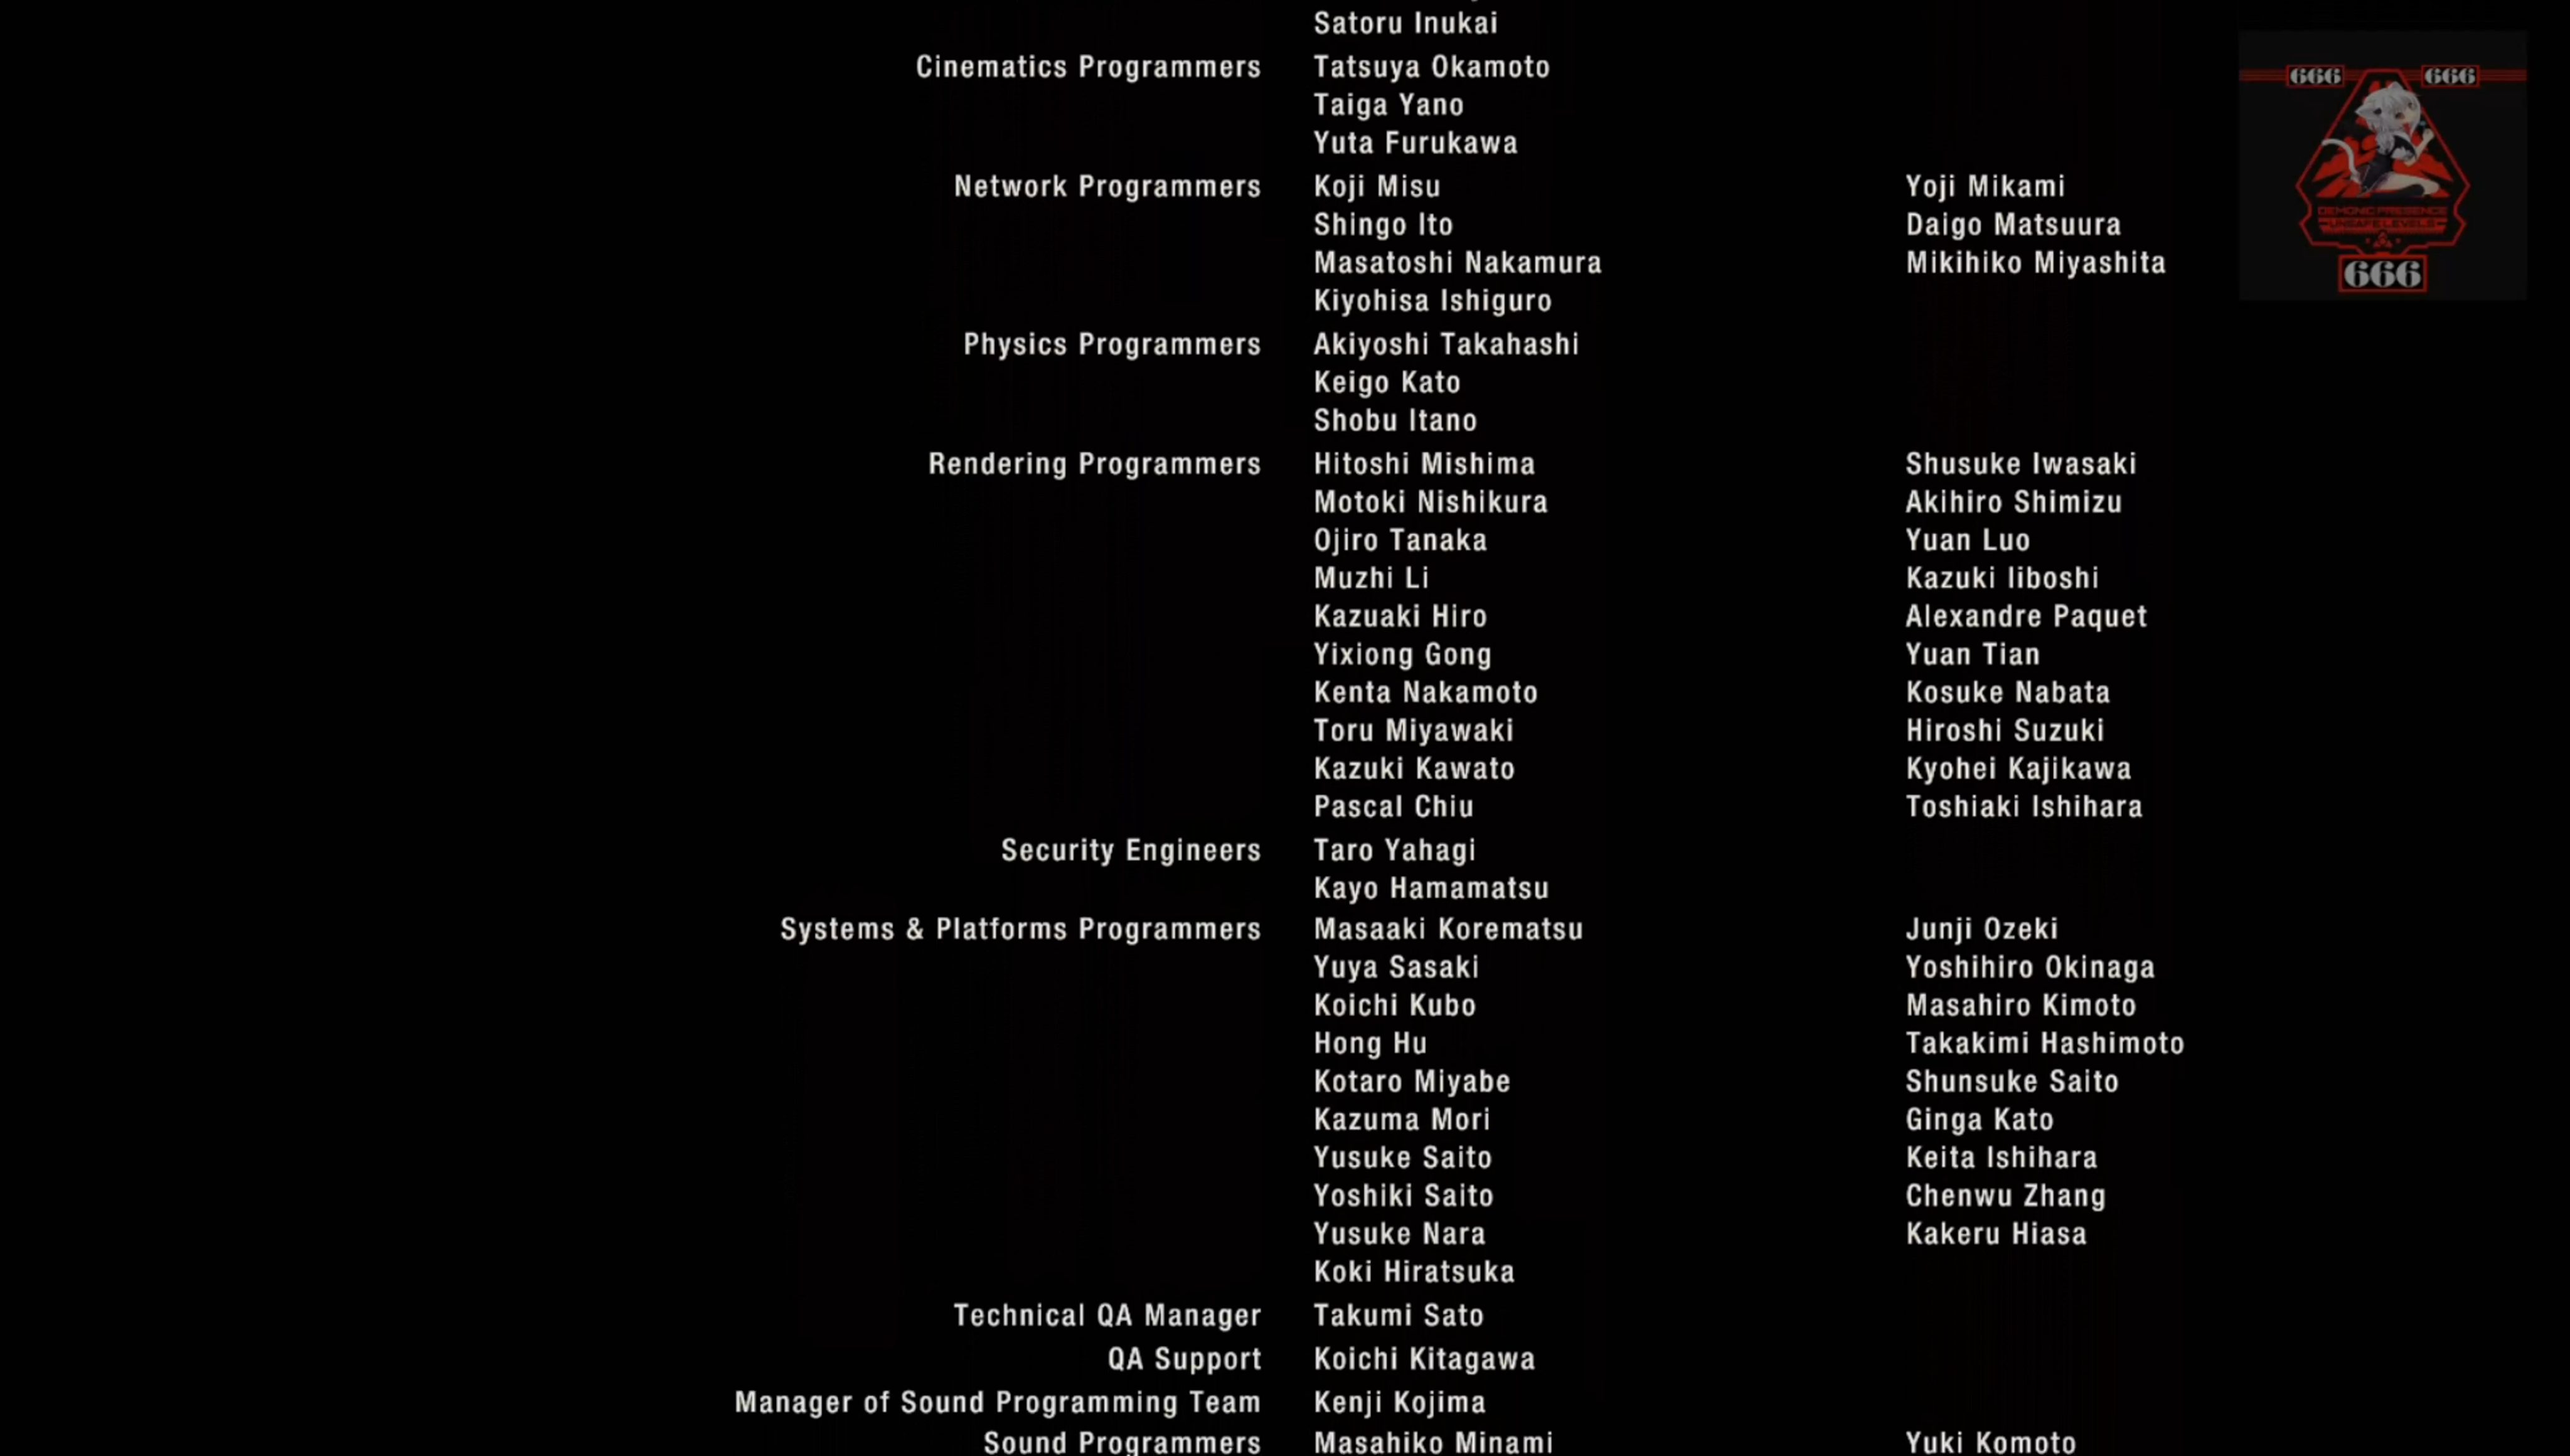 Satoru Inukai
Cinematics Programmers Tatsuya Okamoto
Taiga Yano
Yuta Furukawa
Network Programmers Koji Misu Yoji Mikami
Shingo Ito Daigo Matsuura
Masatoshi Nakamura Mikihiko Miyashita
Kiyohisa Ishiguro
Physics Programmers Akiyoshi Takahashi
Keigo Kato
Shobu Itano
Rendering Programmers Hitoshi Mishima Shusuke Iwasaki
Motoki Nishikura Akihiro Shimizu
Ojiro Tanaka Yuan Luo
Muzhi Li Kazuki Iiboshi
Kazuaki Hiro Alexandre Paquet
Yixiong Gong Yuan Tian
Kenta Nakamoto Kosuke Nabata
Toru Miyawaki Hiroshi Suzuki
Kazuki Kawato Kyohei Kajikawa
Pascal Chiu Toshiaki Ishihara
Security Engineers Taro Yahagi
Kayo Hamamatsu
Systems & Platforms Programmers Masaaki Korematsu Junji Ozeki
Yuya Sasaki Yoshihiro Okinaga
Koichi Kubo Masahiro Kimoto
Hong Hu Takakimi Hashimoto
Kotaro Miyabe Shunsuke Saito
Kazuma Mori Ginga Kato
Yusuke Saito Keita Ishihara
Yoshiki Saito Chenwu Zhang
Yusuke Nara Kakeru Hiasa
Koki Hiratsuka
Technical QA Manager Takumi Sato
QA Support Koichi Kitagawa
Manager of Sound Programming Team Kenji Kojima
Sound Programmers Masahiko Minami Yuki Komoto
666 666
DEMONIC PRESENCE
UNSAFE LEVELS
666